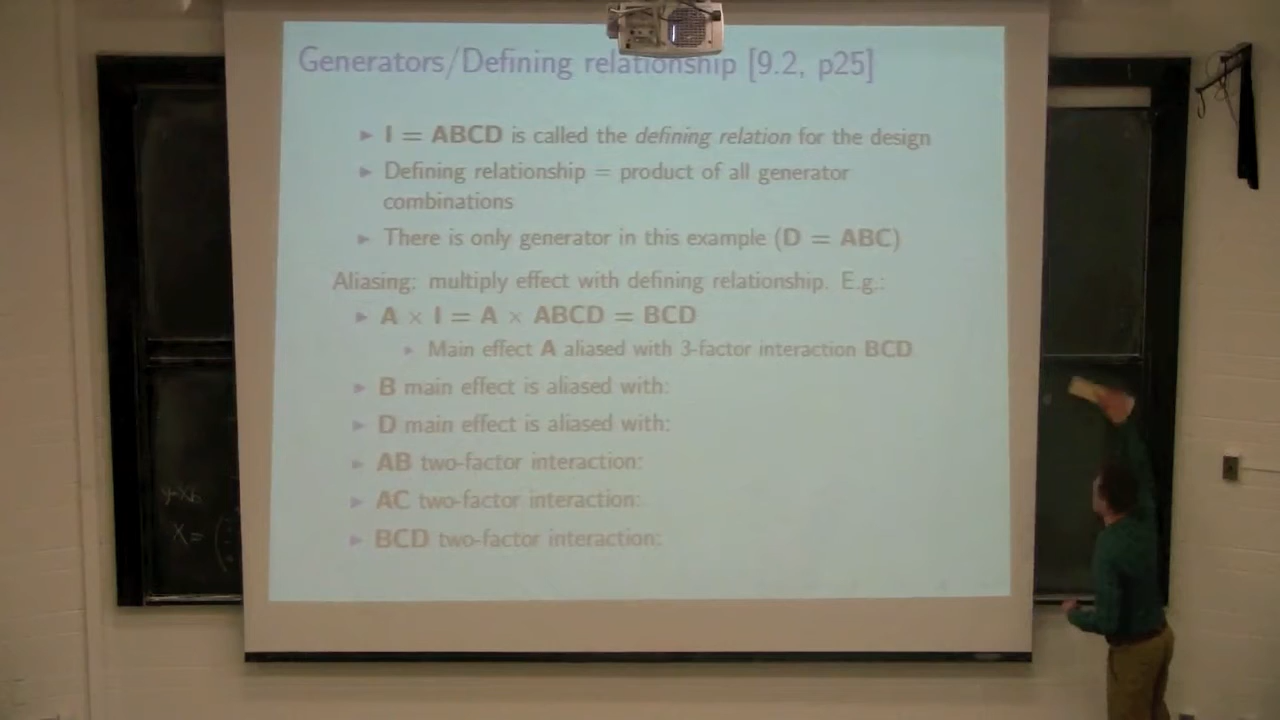 Generators/Defining relationship [9.2, p25]
▸ I = ABCD is called the defining relation for the design
▸ Defining relationship = product of all generator
combinations
▸ There is only generator in this example (D = ABC)
Aliasing: multiply effect with defining relationship. E.g.:
▸ A × I = A × ABCD = BCD
▸ Main effect A aliased with 3-factor interaction BCD
▸ B main effect is aliased with:
▸ D main effect is aliased with:
▸ AB two-factor interaction:
▸ AC two-factor interaction:
▸ BCD two-factor interaction:
X = (